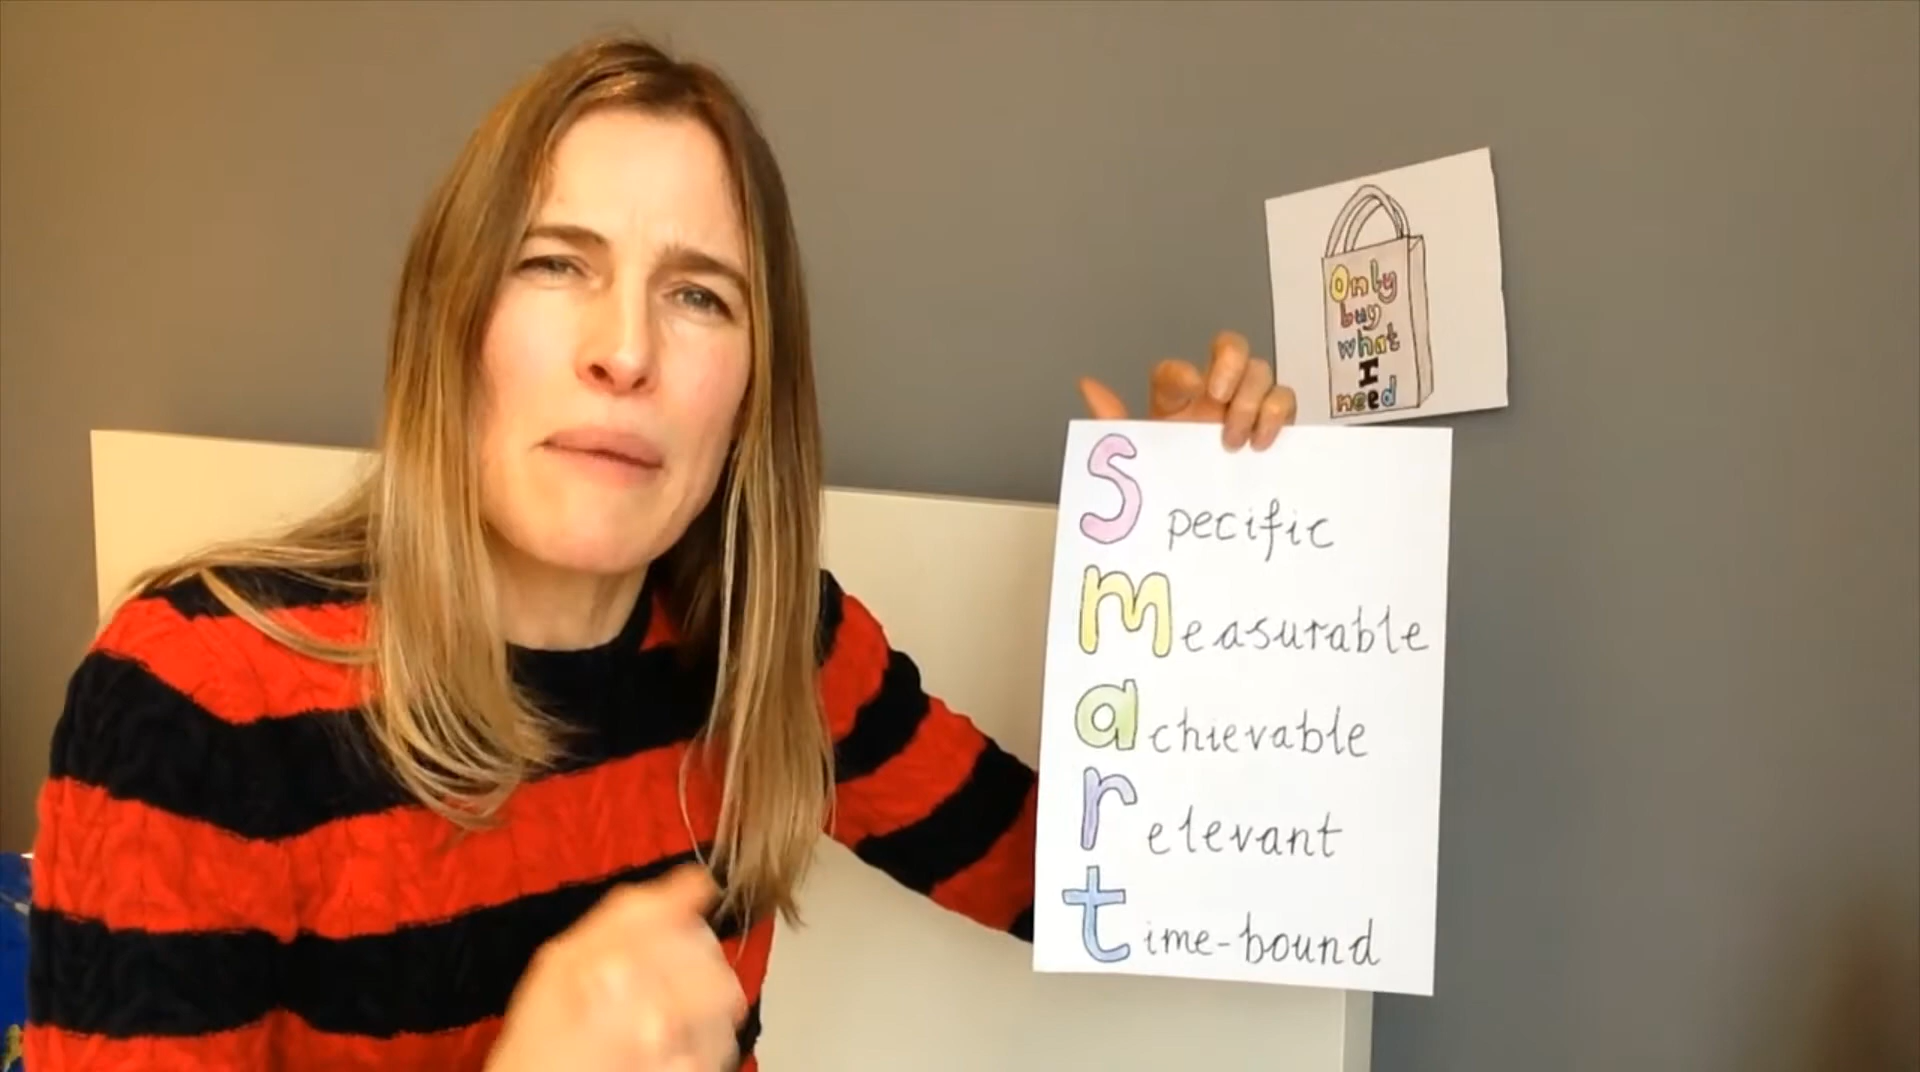 Only
buy
what
I
need
Specific
Measurable
achievable
relevant
time-bound